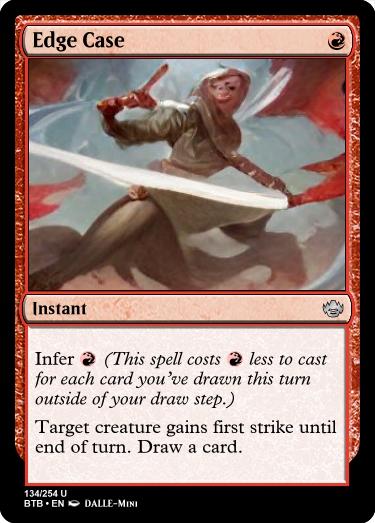 Edge Case
Instant
Infer (This spell costs less to cast
for each card you've drawn this turn
outside of your draw step.)
Target creature gains first strike until
end of turn. Draw a card.
134/254 U
BTB • EN DALLE-Mini